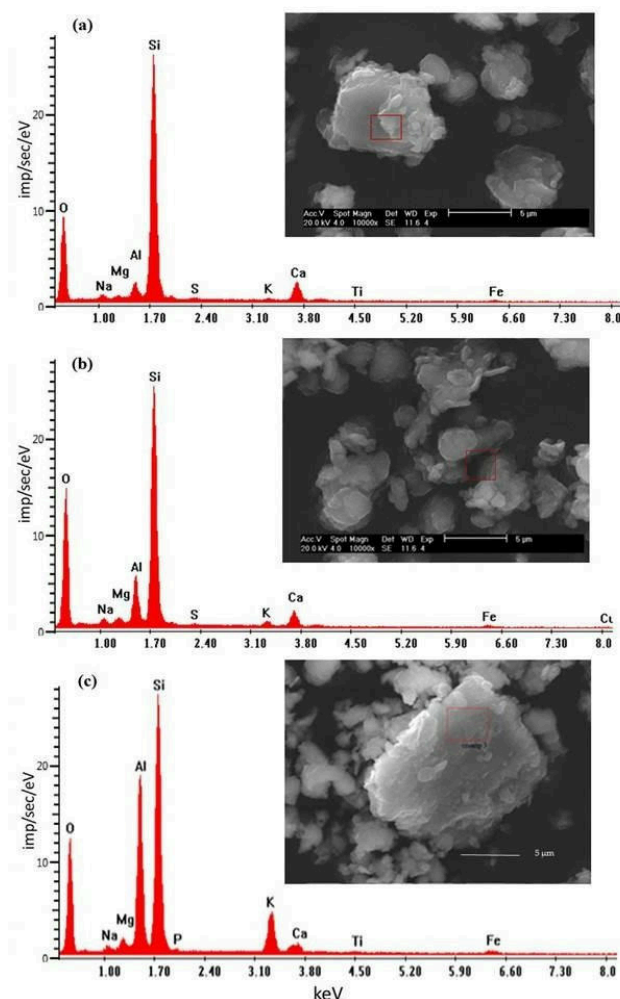 (a)
Si
20
10
0
imp/sec/eV
O
Na
Mg
Al
S
K
Ca
Ti
Fe
1.00 1.70 2.40 3.10 3.80 4.50 5.20 5.90 6.60 7.30 8.0
Acc.V Spot Magn Det WD Exp
20.0 kV 4.0 10000x SE 11.6 4
5 µm
(b)
Si
20
10
0
imp/sec/eV
O
Na
Mg
Al
S
K
Ca
Fe
Cu
1.00 1.70 2.40 3.10 3.80 4.50 5.20 5.90 6.60 7.30 8.0
Acc.V Spot Magn Det WD Exp
20.0 kV 4.0 10000x SE 11.6 4
5 µm
(c)
Si
20
10
0
imp/sec/eV
O
Na
Mg
Al
P
K
Ca
Ti
Fe
1.00 1.70 2.40 3.10 3.80 4.50 5.20 5.90 6.60 7.30 8.0
5 µm
keV